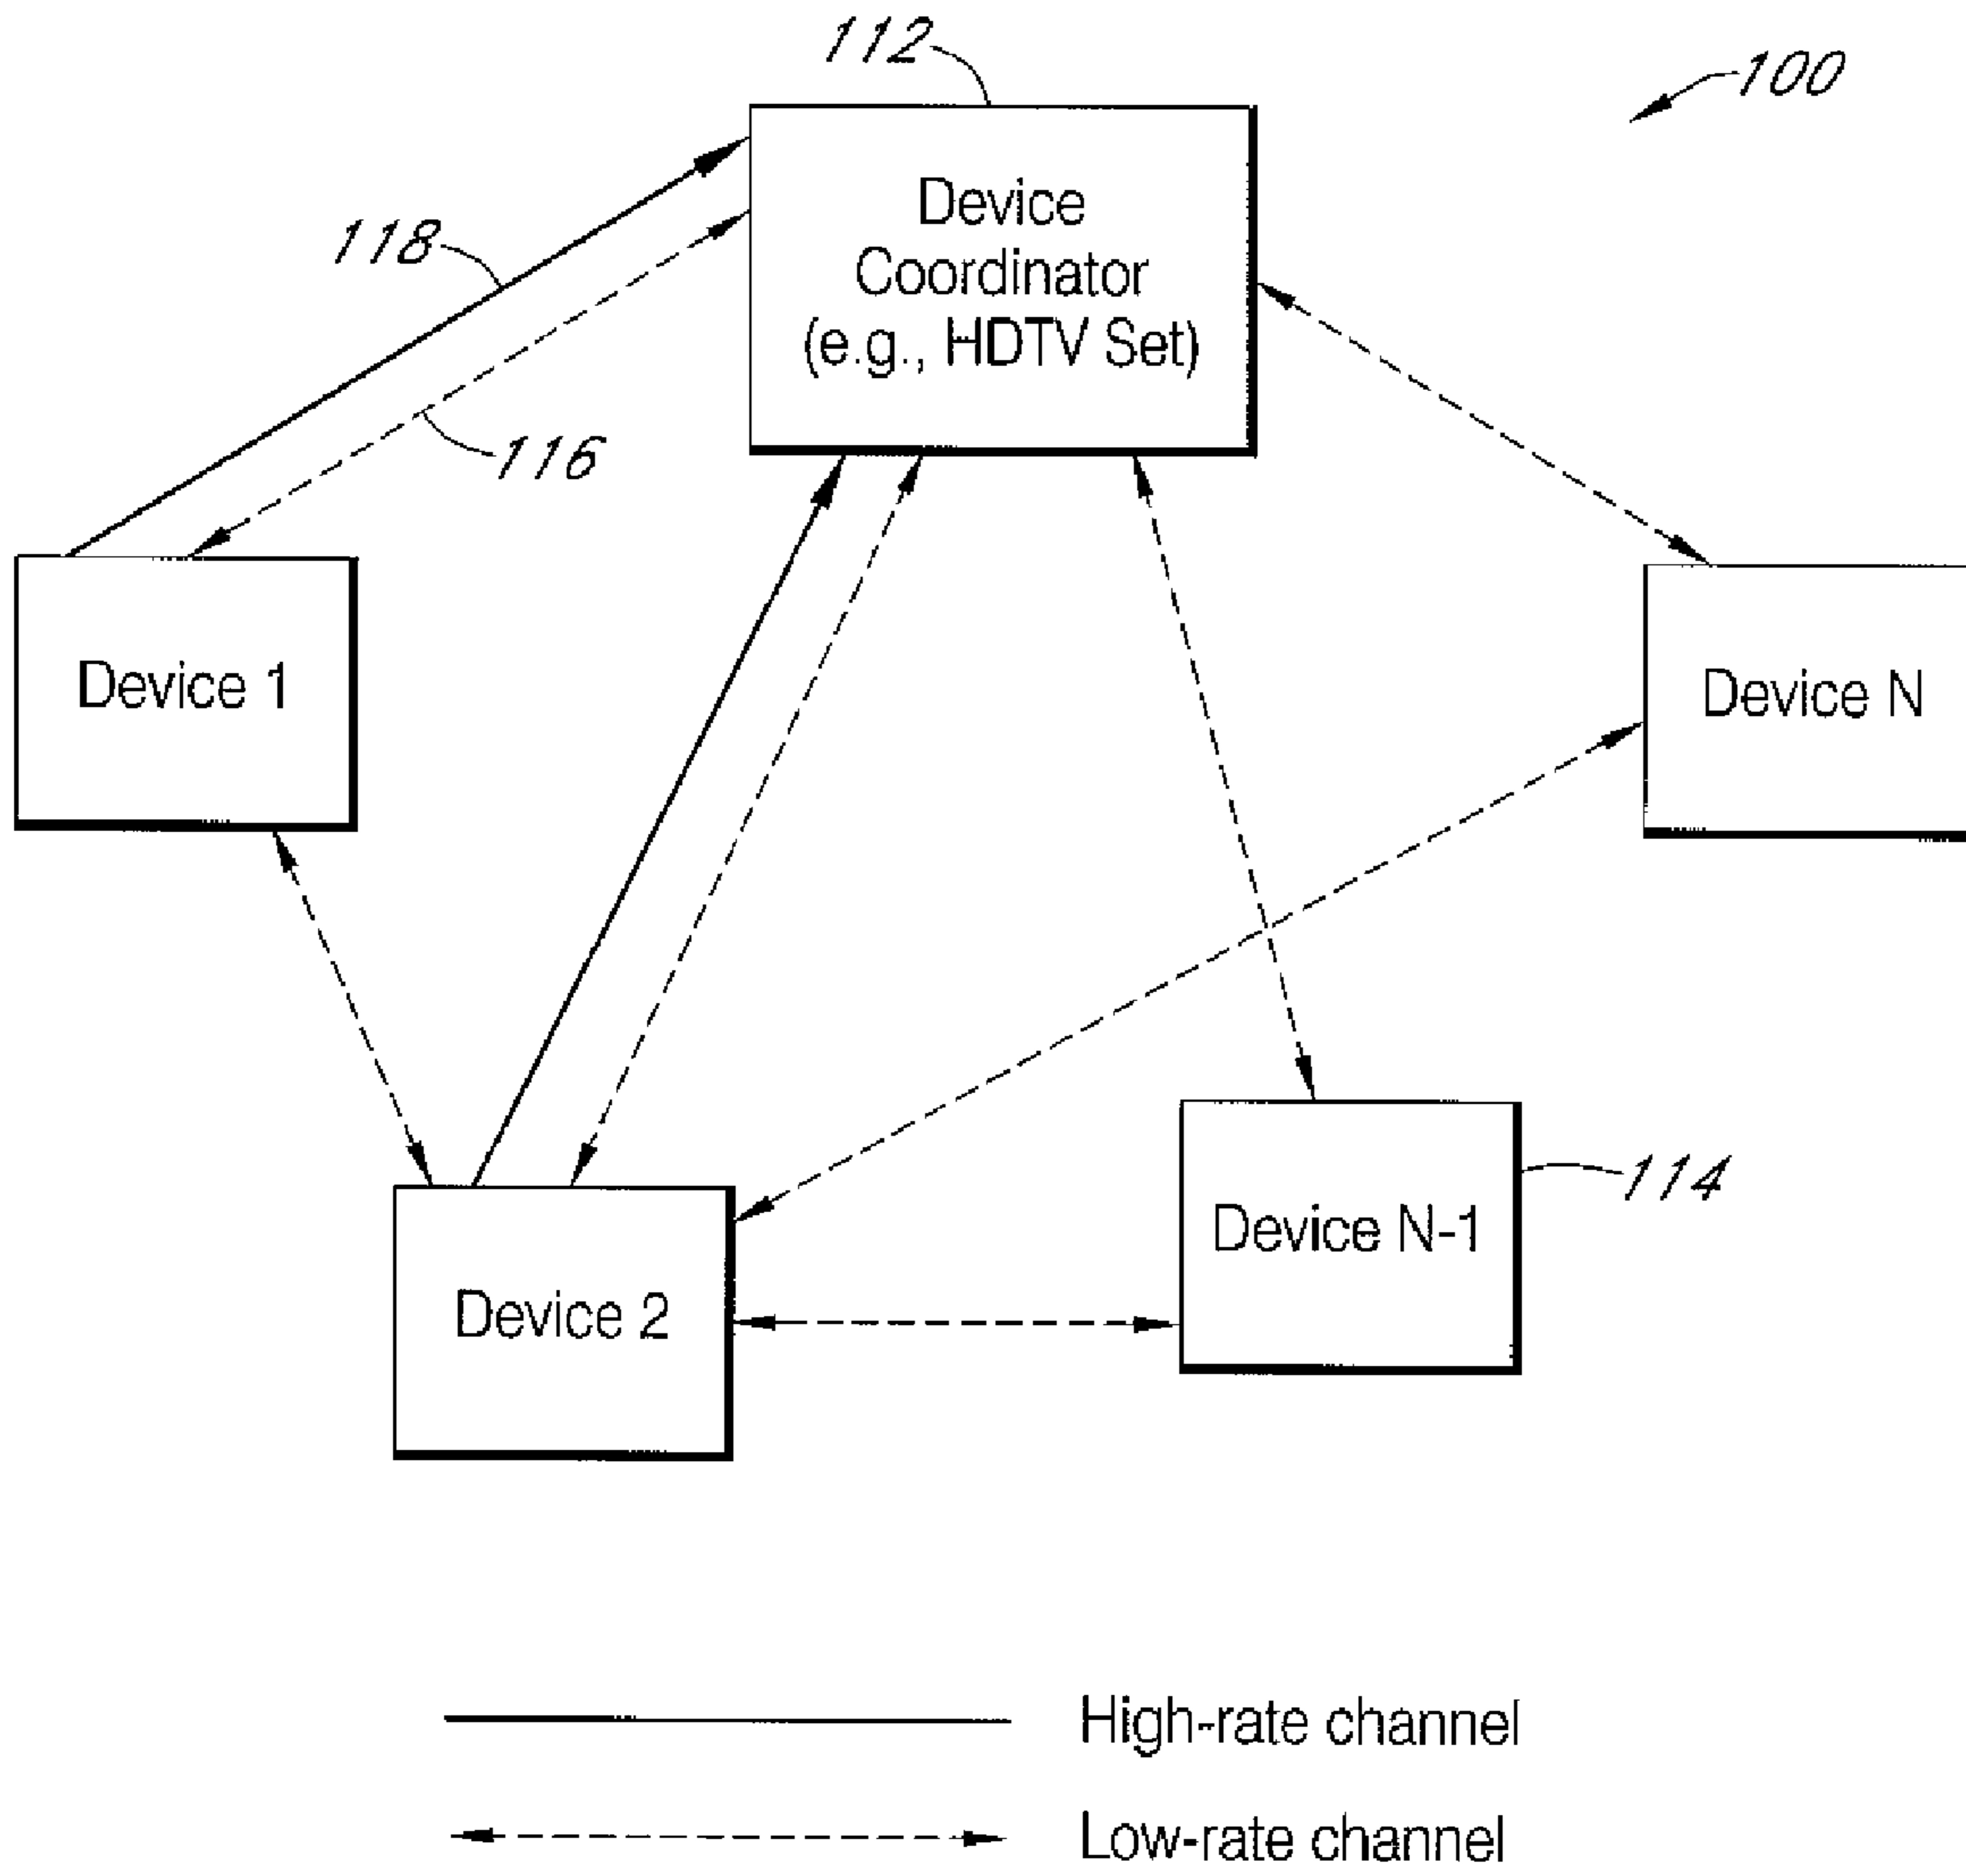 112
100
Device
Coordinator
(e.g., HDTV Set)
118
116
Device 1
Device N
Device N-1
114
Device 2
High-rate channel
Low-rate channel